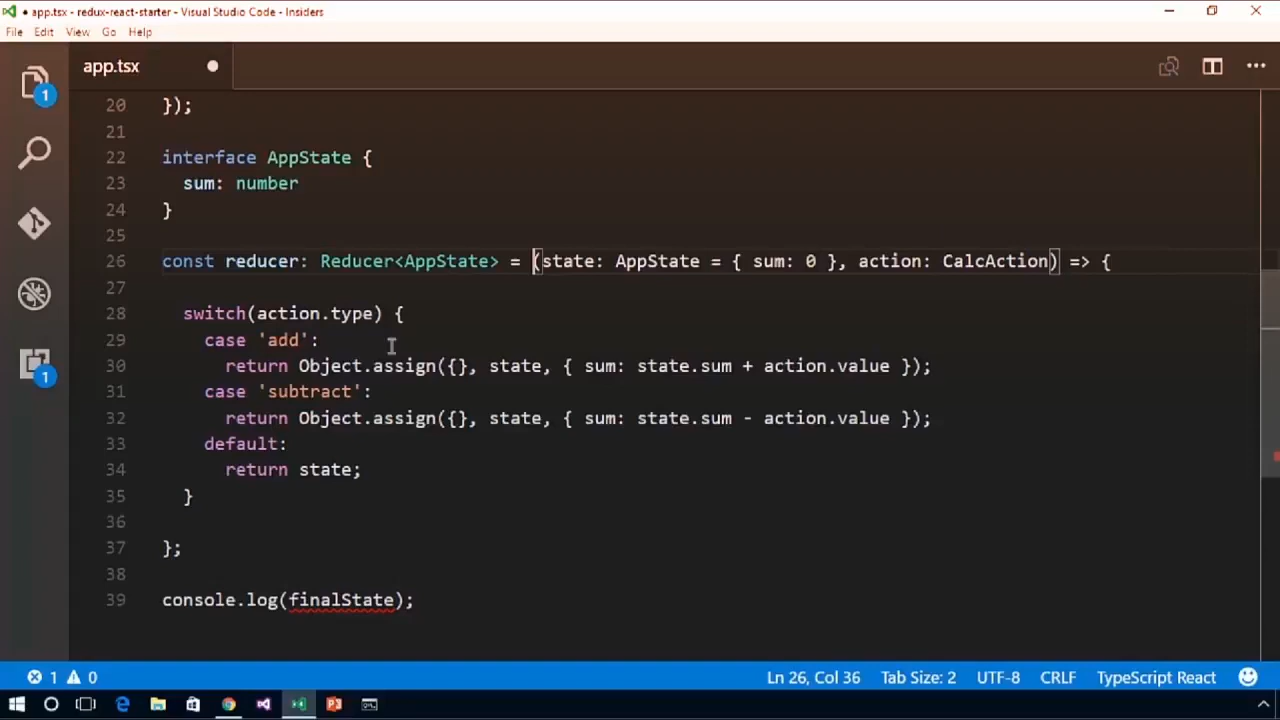 ● app.tsx - redux-react-starter - Visual Studio Code - Insiders
File Edit View Go Help
app.tsx
20 });
21
22 interface AppState {
23 sum: number
24 }
25
26 const reducer: Reducer<AppState> = (state: AppState = { sum: 0 }, action: CalcAction) => {
27
28 switch(action.type) {
29 case 'add':
30 return Object.assign({}, state, { sum: state.sum + action.value });
31 case 'subtract':
32 return Object.assign({}, state, { sum: state.sum - action.value });
33 default:
34 return state;
35 }
36
37 };
38
39 console.log(finalState);
1
1
1 0 Ln 26, Col 36 Tab Size: 2 UTF-8 CRLF TypeScript React